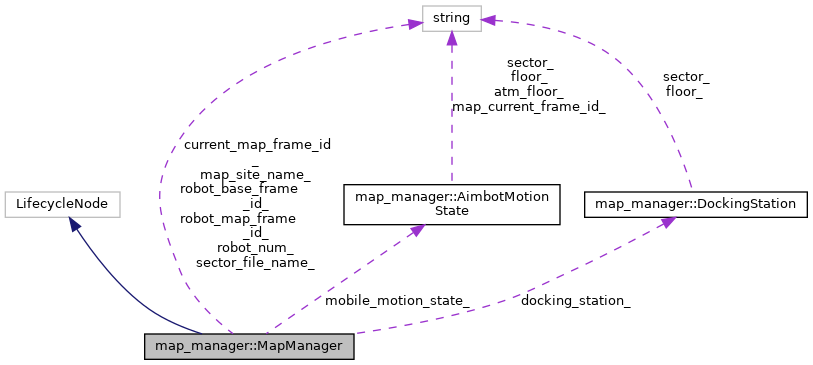 string
sector_
floor_
atm_floor_
map_current_frame_id_
sector_
floor_
current_map_frame_id
_
map_site_name_
robot_base_frame
_id_
robot_map_frame
_id_
robot_num_
sector_file_name_
LifecycleNode
map_manager::AimbotMotion
State
map_manager::DockingStation
mobile_motion_state_
docking_station_
map_manager::MapManager